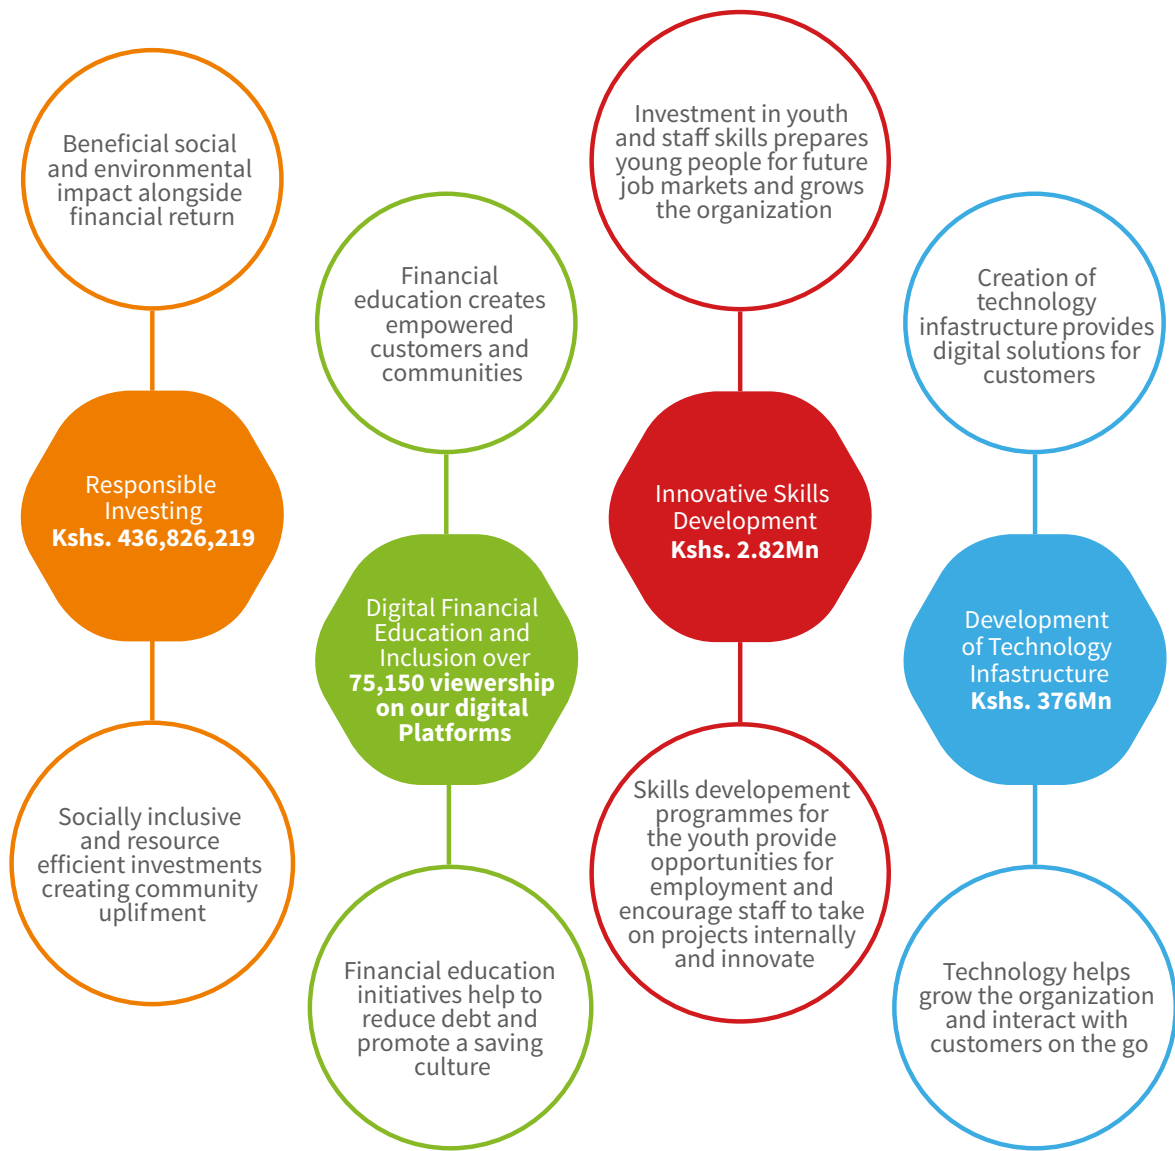 Beneficial social
and environmental
impact alongside
financial return
Responsible
Investing
Kshs. 436,826,219
Socially inclusive
and resource
efficient investments
creating community
uplifment
Financial
education creates
empowered
customers and
communities
Digital Financial
Education and
Inclusion over
75,150 viewership
on our digital
Platforms
Financial education
initiatives help to
reduce debt and
promote a saving
culture
Investment in youth
and staff skills prepares
young people for future
job markets and grows
the organization
Innovative Skills
Development
Kshs. 2.82Mn
Skills developement
programmes for
the youth provide
opportunities for
employment and
encourage staff to take
on projects internally
and innovate
Creation of
technology
infastructure provides
digital solutions for
customers
Development
of Technology
Infastructure
Kshs. 376Mn
Technology helps
grow the organization
and interact with
customers on the go